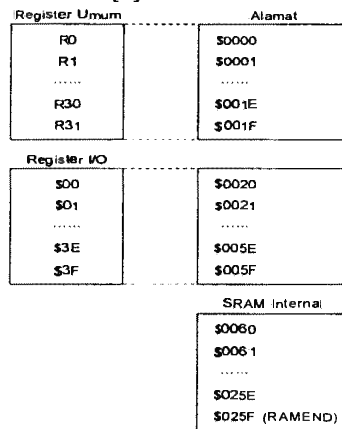 Register Umum Alamat
R0 $0000
R1 $0001
...... ......
R30 $001E
R31 $001F
Register I/O
$00 $0020
$01 $0021
...... ......
$3E $005E
$3F $005F
SRAM Internal
$0060
$0061
......
$025E
$025F (RAMEND)